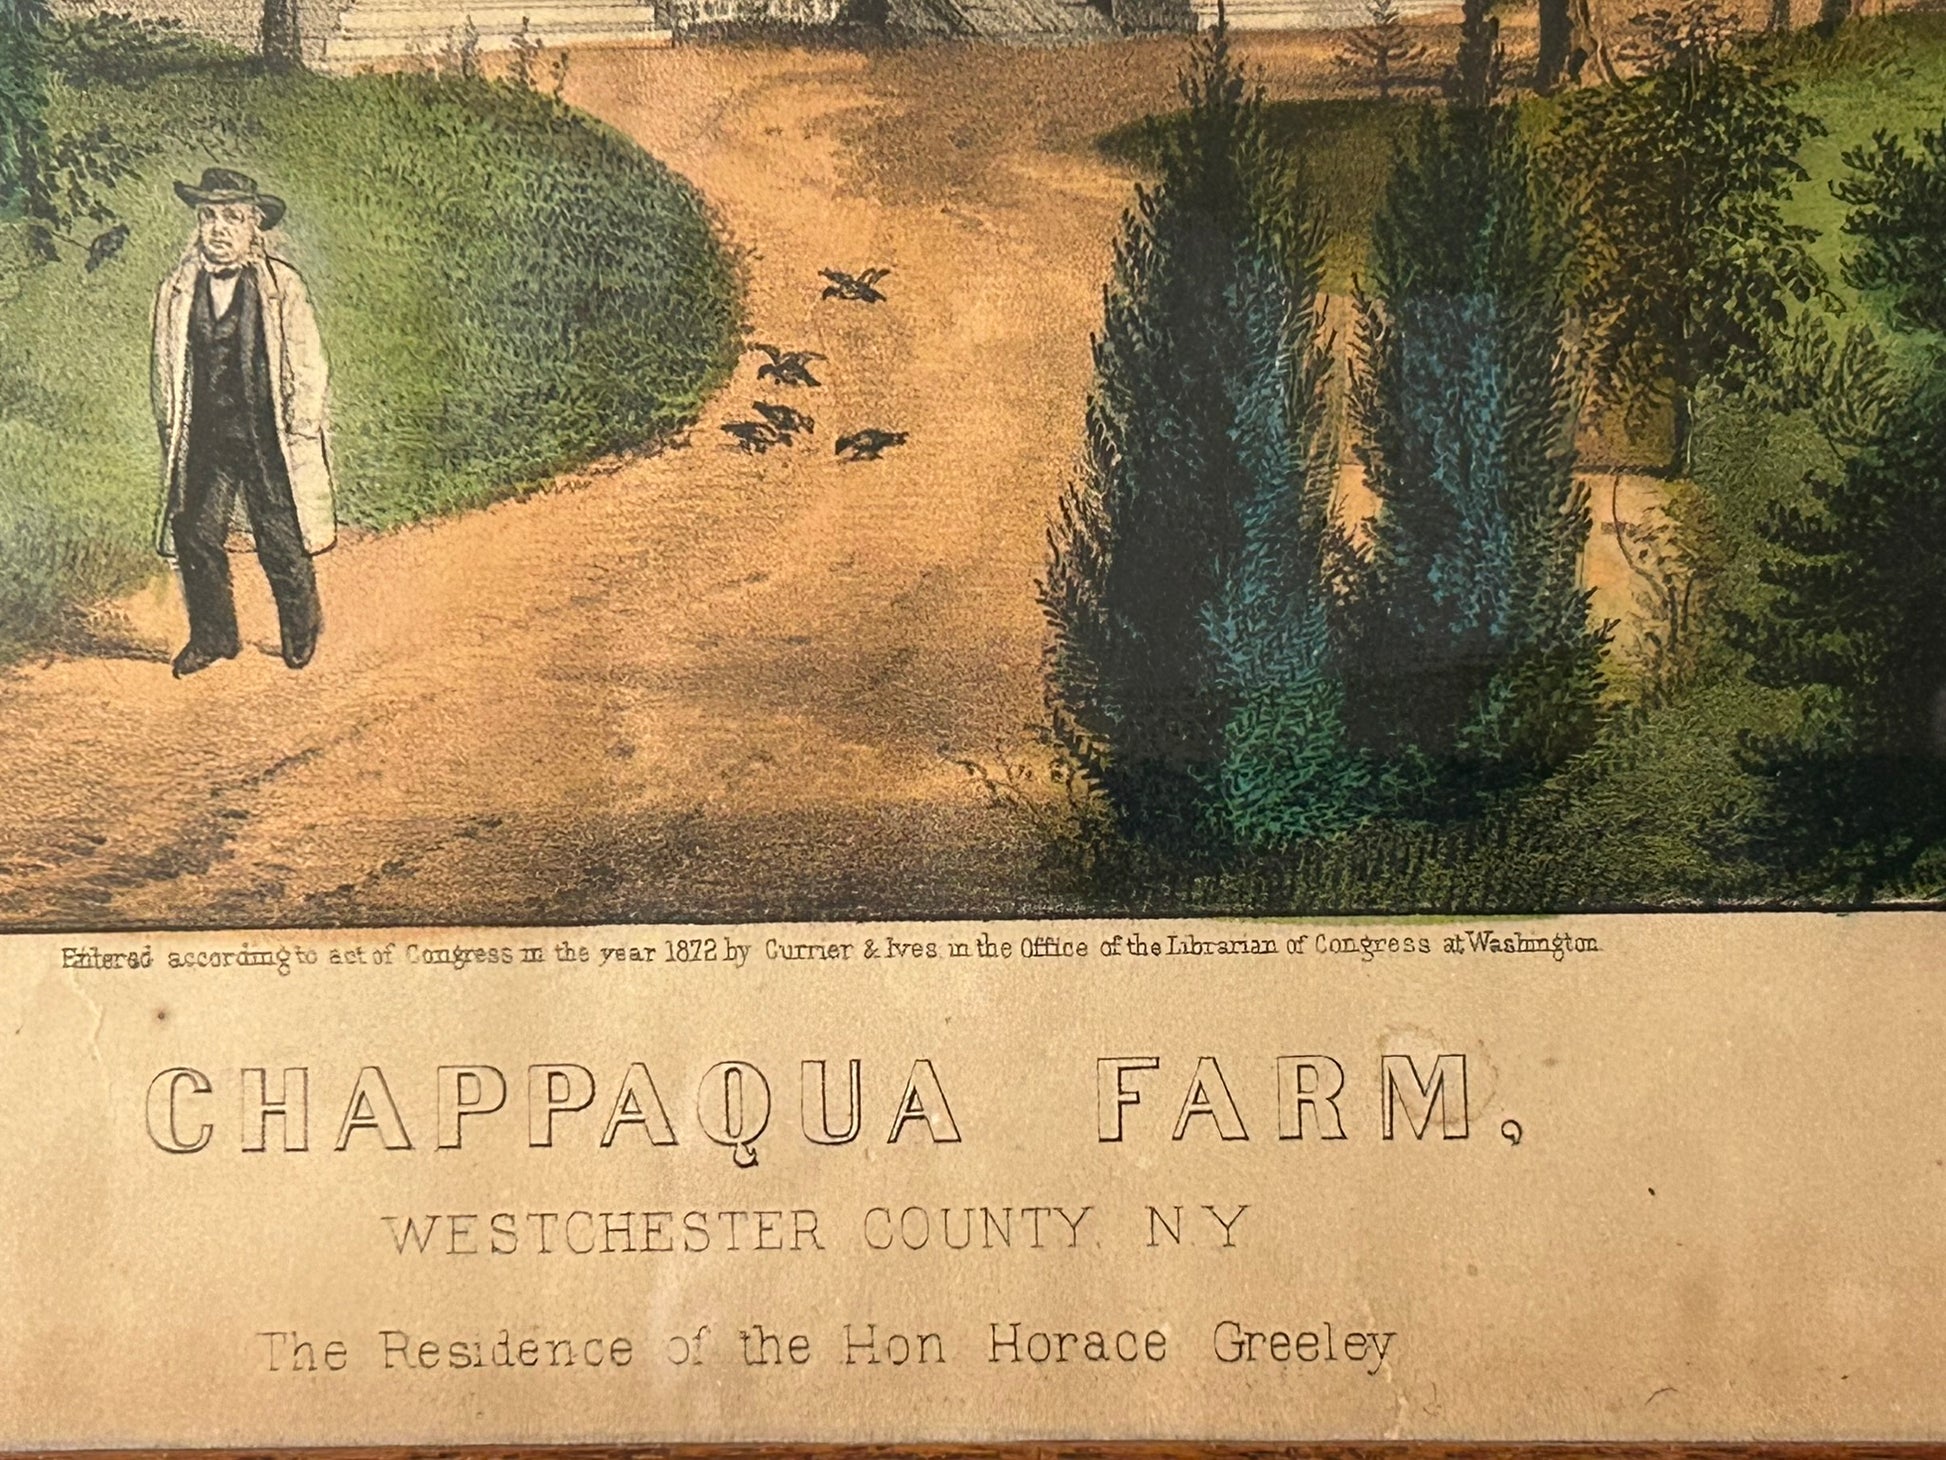 Entered according to act of Congress in the year 1872 by Currier & Ives, in the Office of the Librarian of Congress at Washington.
CHAPPAQUA FARM,
WESTCHESTER COUNTY, N.Y
The Residence of the Hon Horace Greeley